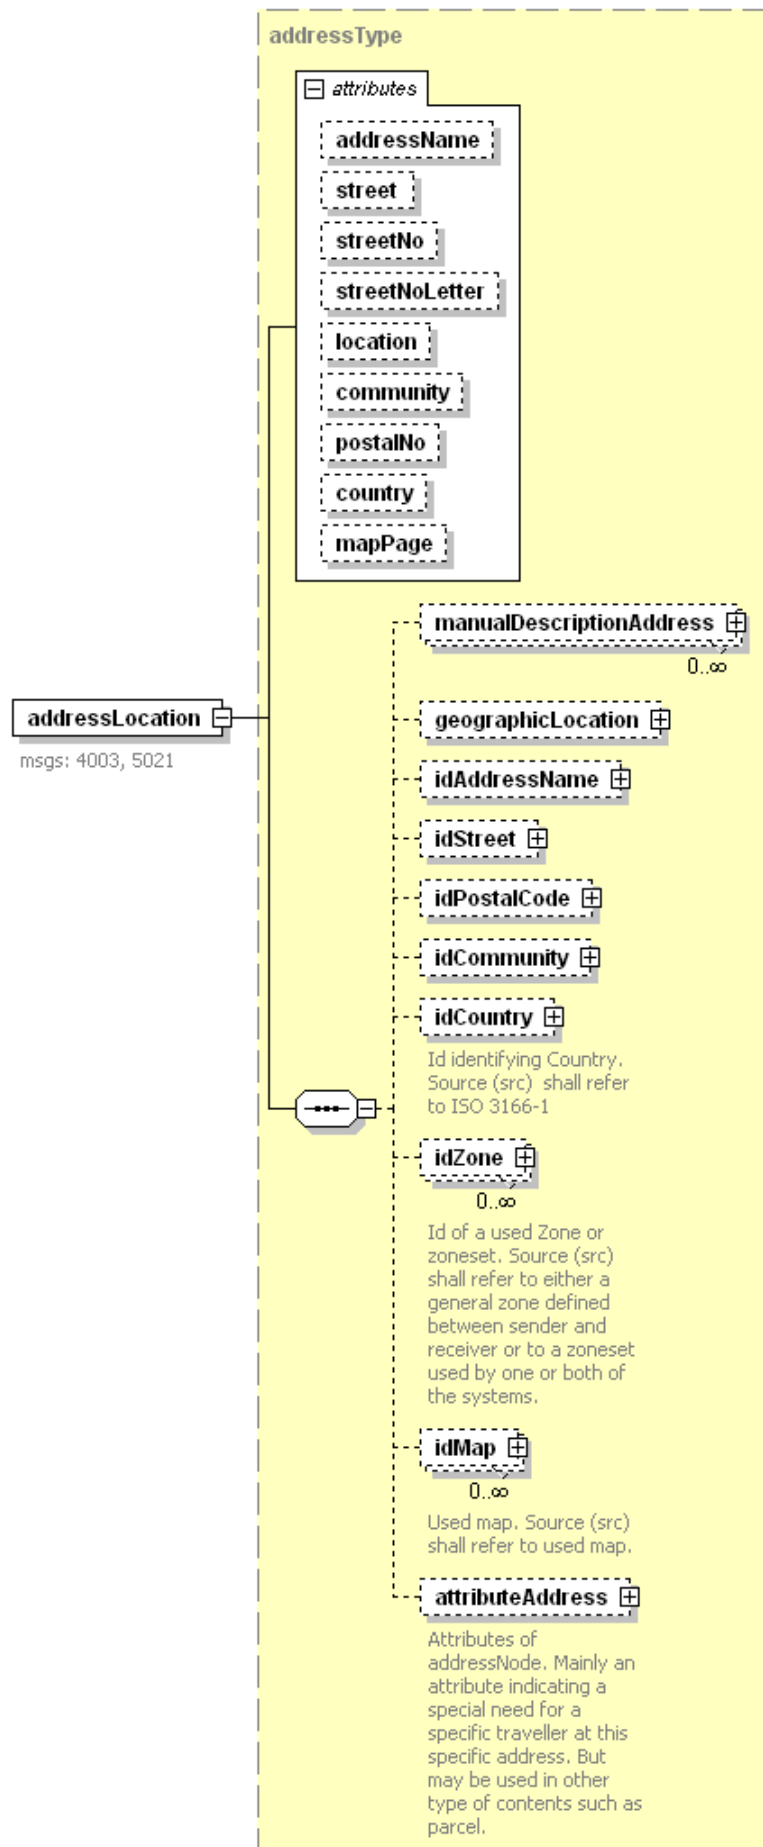 addressType
attributes
addressName
street
streetNo
streetNoLetter
location
community
postalNo
country
mapPage
manualDescriptionAddress
0..∞
addressLocation
msgs: 4003, 5021
geographicLocation
idAddressName
idStreet
idPostalCode
idCommunity
idCountry
Id identifying Country.
Source (src)  shall refer
to ISO 3166-1
idZone
0..∞
Id of a used Zone or
zoneset. Source (src)
shall refer to either a
general zone defined
between sender and
receiver or to a zoneset
used by one or both of
the systems.
idMap
0..∞
Used map. Source (src)
shall refer to used map.
attributeAddress
Attributes of
addressNode. Mainly an
attribute indicating a
special need for a
specific traveller at this
specific address. But
may be used in other
type of contents such as
parcel.